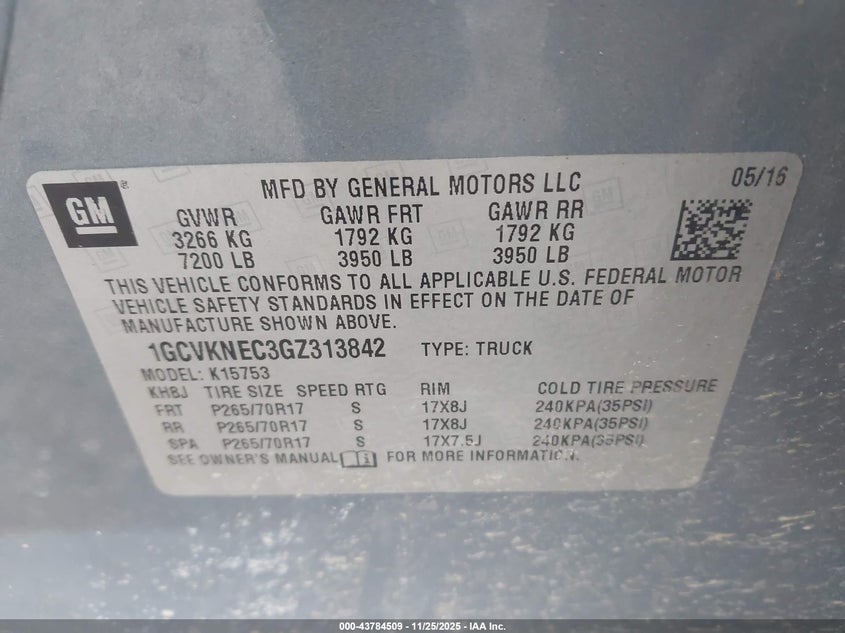 GM
®
MFD BY GENERAL MOTORS LLC
05/16
GVWR GAWR FRT GAWR RR
3266 KG 1792 KG 1792 KG
7200 LB 3950 LB 3950 LB
THIS VEHICLE CONFORMS TO ALL APPLICABLE U.S. FEDERAL MOTOR
VEHICLE SAFETY STANDARDS IN EFFECT ON THE DATE OF
MANUFACTURE SHOWN ABOVE.
1GCVKNEC3GZ313842 TYPE: TRUCK
MODEL: K15753
KHBJ TIRE SIZE SPEED RTG RIM COLD TIRE PRESSURE
FRT P265/70R17 S 17X8J 240KPA(35PSI)
RR P265/70R17 S 17X8J 240KPA(35PSI)
SPA P265/70R17 S 17X7.5J 240KPA(35PSI)
SEE OWNER'S MANUAL FOR MORE INFORMATION.
000-43784509 - 11/25/2025 - IAA Inc.